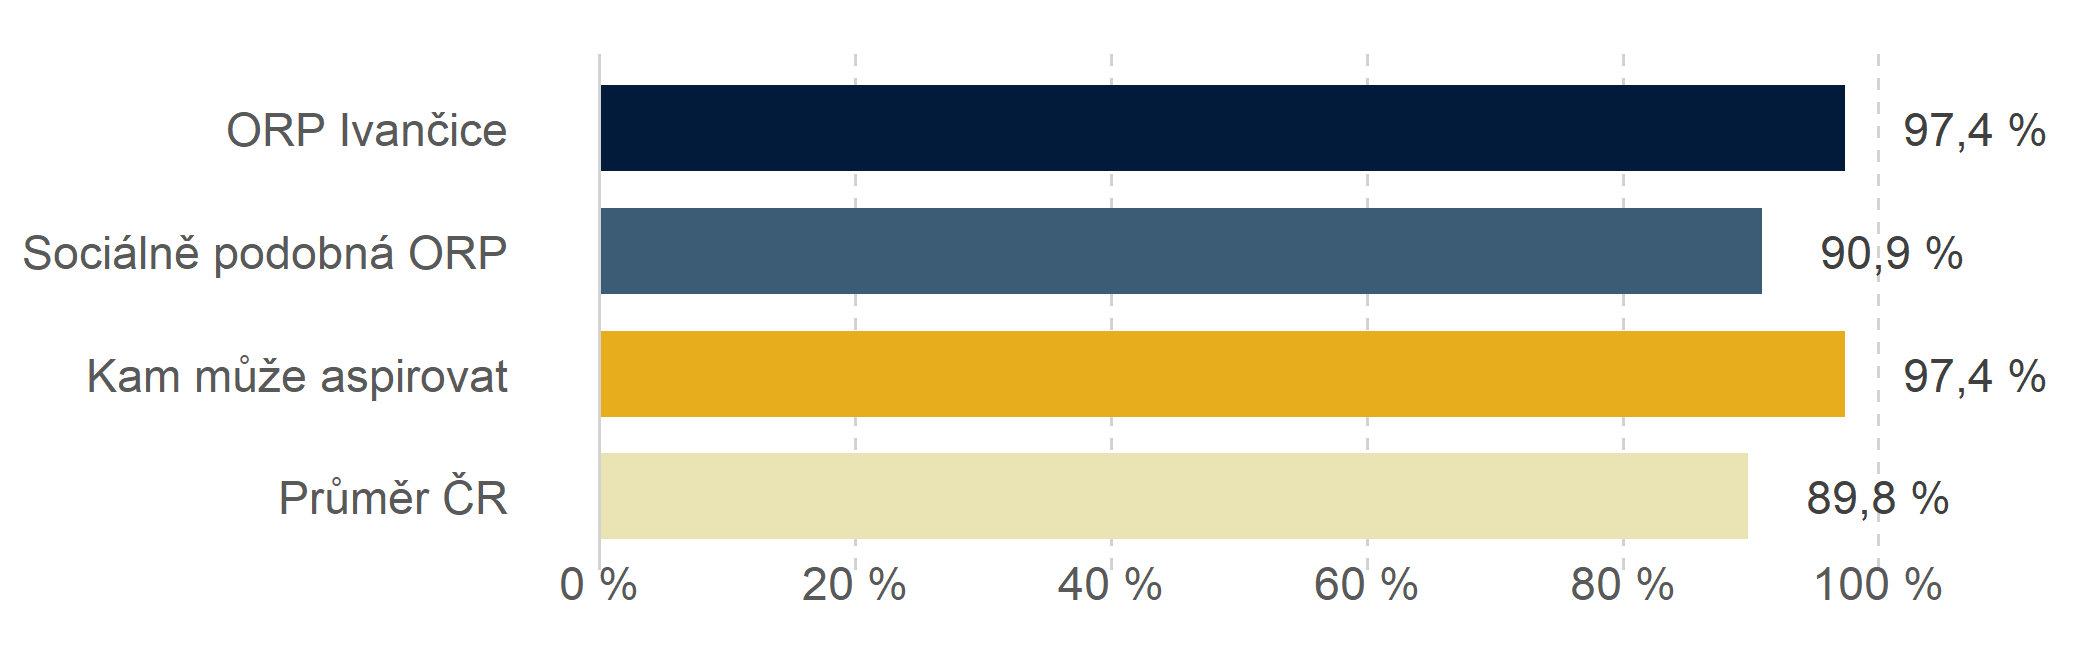 ORP Ivančice 97,4 %
Sociálně podobná ORP 90,9 %
Kam může aspirovat 97,4 %
Průměr ČR 89,8 %
0 % 20 % 40 % 60 % 80 % 100 %